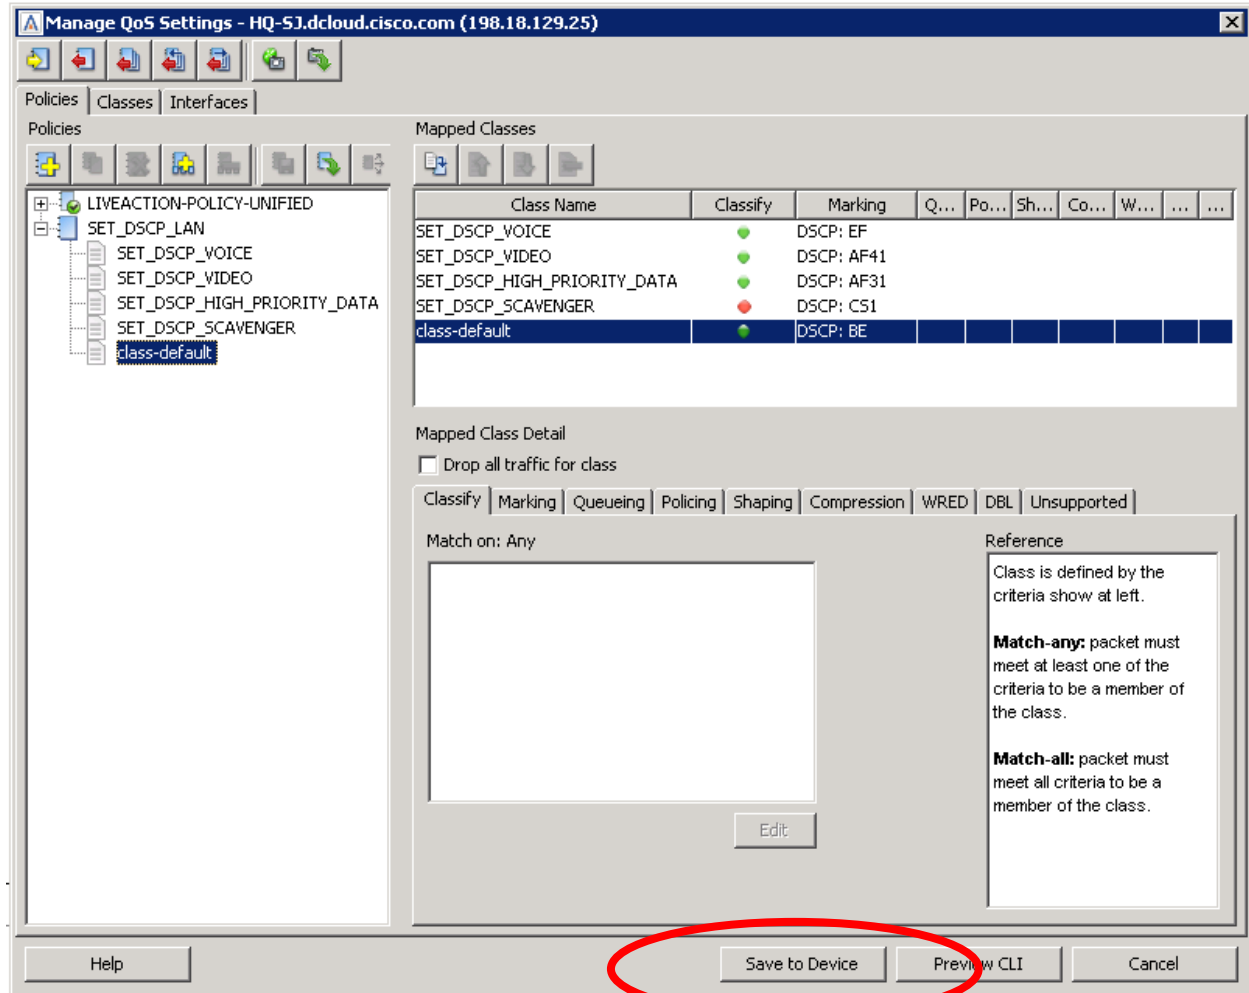 Manage QoS Settings - HQ-SJ.dcloud.cisco.com (198.18.129.25)
Policies Classes Interfaces
Policies
LIVEACTION-POLICY-UNIFIED
SET_DSCP_LAN
SET_DSCP_VOICE
SET_DSCP_VIDEO
SET_DSCP_HIGH_PRIORITY_DATA
SET_DSCP_SCAVENGER
class-default
Mapped Classes
Class Name Classify Marking Q... Po... Sh... Co... W... ... ...
SET_DSCP_VOICE DSCP: EF
SET_DSCP_VIDEO DSCP: AF41
SET_DSCP_HIGH_PRIORITY_DATA DSCP: AF31
SET_DSCP_SCAVENGER DSCP: CS1
class-default DSCP: BE
Mapped Class Detail
Drop all traffic for class
Classify Marking Queueing Policing Shaping Compression WRED DBL Unsupported
Match on: Any
Edit
Reference
Class is defined by the
criteria show at left.
Match-any: packet must
meet at least one of the
criteria to be a member of
the class.
Match-all: packet must
meet all criteria to be a
member of the class.
Help Save to Device Preview CLI Cancel